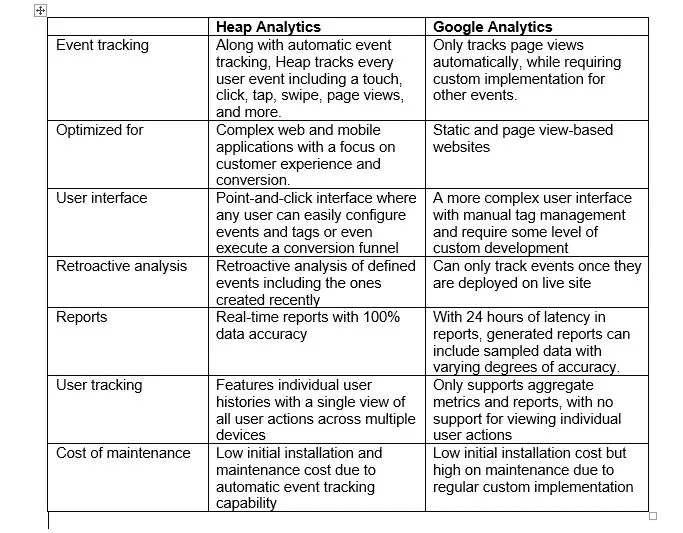 Heap Analytics
Google Analytics
Event tracking
Along with automatic event
tracking, Heap tracks every
user event including a touch,
click, tap, swipe, page views,
and more.
Only tracks page views
automatically, while requiring
custom implementation for
other events.
Optimized for
Complex web and mobile
applications with a focus on
customer experience and
conversion.
Static and page view-based
websites
User interface
Point-and-click interface where
any user can easily configure
events and tags or even
execute a conversion funnel
A more complex user interface
with manual tag management
and require some level of
custom development
Retroactive analysis
Retroactive analysis of defined
events including the ones
created recently
Can only track events once they
are deployed on live site
Reports
Real-time reports with 100%
data accuracy
With 24 hours of latency in
reports, generated reports can
include sampled data with
varying degrees of accuracy.
User tracking
Features individual user
histories with a single view of
all user actions across multiple
devices
Only supports aggregate
metrics and reports, with no
support for viewing individual
user actions
Cost of maintenance
Low initial installation and
maintenance cost due to
automatic event tracking
capability
Low initial installation cost but
high on maintenance due to
regular custom implementation